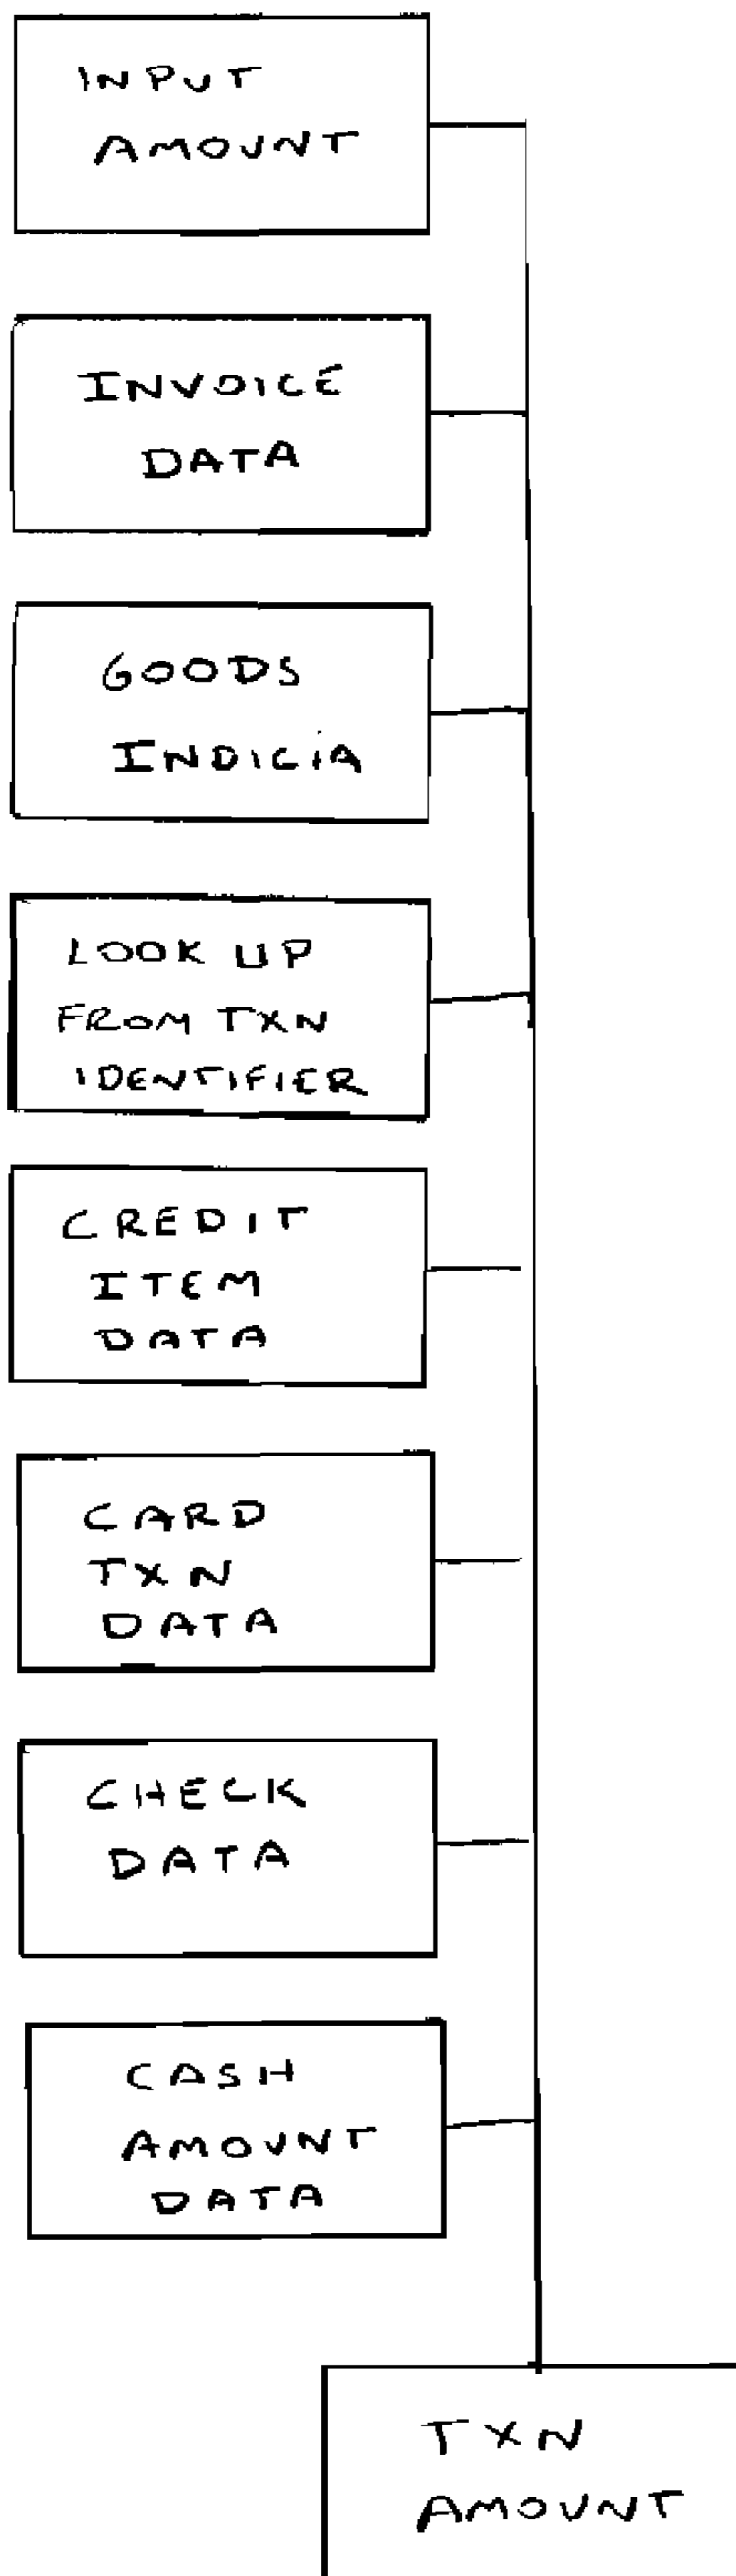 INPUT
AMOUNT
INVOICE
DATA
GOODS
INDICIA
LOOK UP
FROM TXN
IDENTIFIER
CREDIT
ITEM
DATA
CARD
TXN
DATA
CHECK
DATA
CASH
AMOUNT
DATA
TXN
AMOUNT